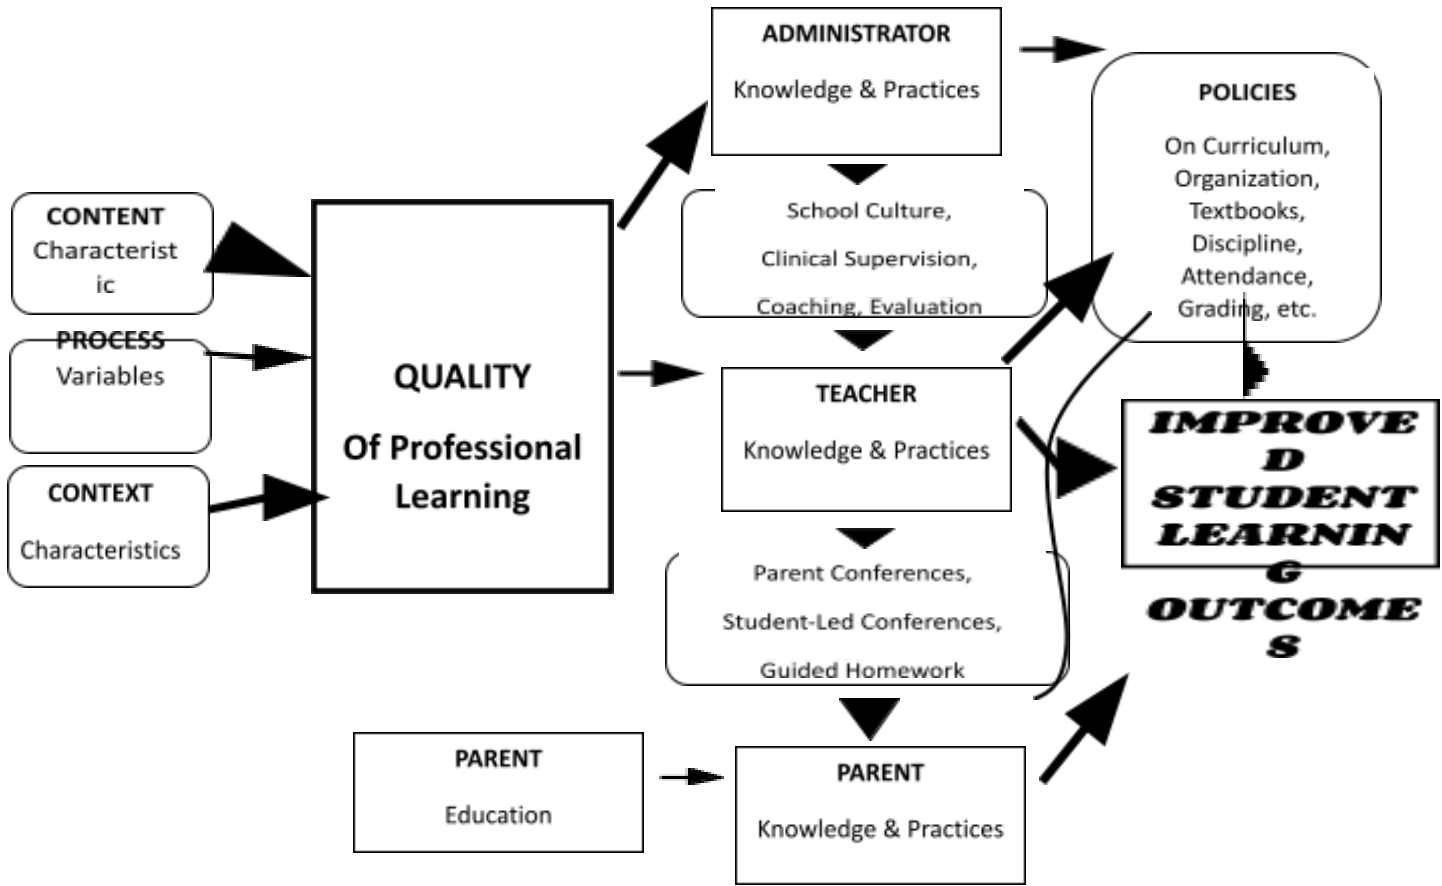 CONTENT
Characterist
ic
PROCESS
Variables
CONTEXT
Characteristics
QUALITY
Of Professional
Learning
ADMINISTRATOR
Knowledge & Practices
School Culture,
Clinical Supervision,
Coaching, Evaluation
TEACHER
Knowledge & Practices
Parent Conferences,
Student-Led Conferences,
Guided Homework
PARENT
Education
PARENT
Knowledge & Practices
POLICIES
On Curriculum,
Organization,
Textbooks,
Discipline,
Attendance,
Grading, etc.
IMPROVE
D
STUDENT
LEARNIN
G
OUTCOME
S